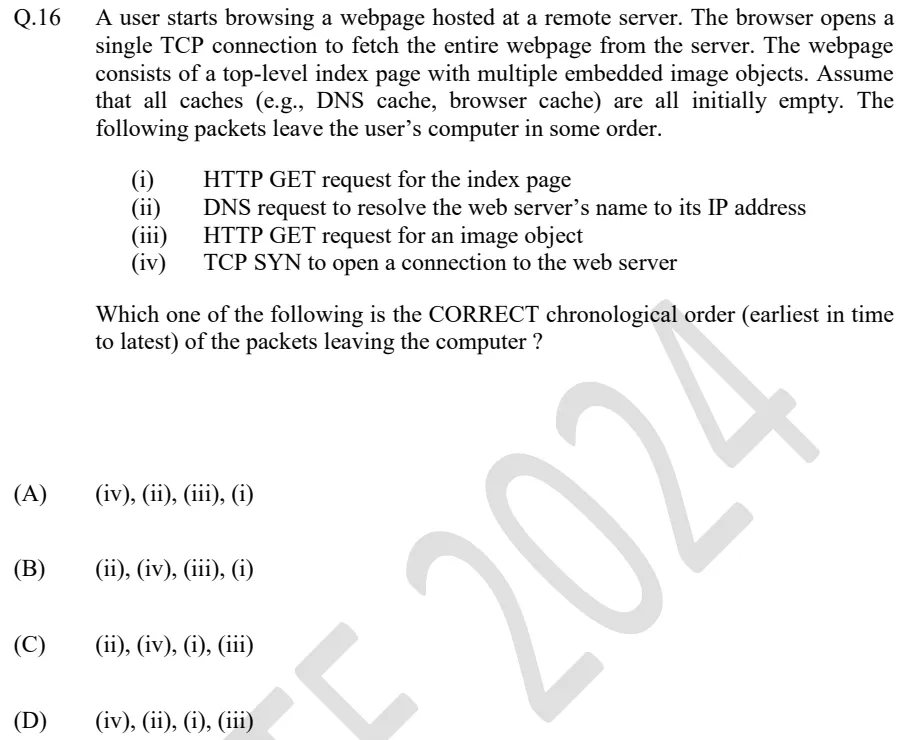 Q.16 A user starts browsing a webpage hosted at a remote server. The browser opens a
single TCP connection to fetch the entire webpage from the server. The webpage
consists of a top-level index page with multiple embedded image objects. Assume
that all caches (e.g., DNS cache, browser cache) are all initially empty. The
following packets leave the user’s computer in some order.
(i) HTTP GET request for the index page
(ii) DNS request to resolve the web server’s name to its IP address
(iii) HTTP GET request for an image object
(iv) TCP SYN to open a connection to the web server
Which one of the following is the CORRECT chronological order (earliest in time
to latest) of the packets leaving the computer ?
(A) (iv), (ii), (iii), (i)
(B) (ii), (iv), (iii), (i)
(C) (ii), (iv), (i), (iii)
(D) (iv), (ii), (i), (iii)
2024